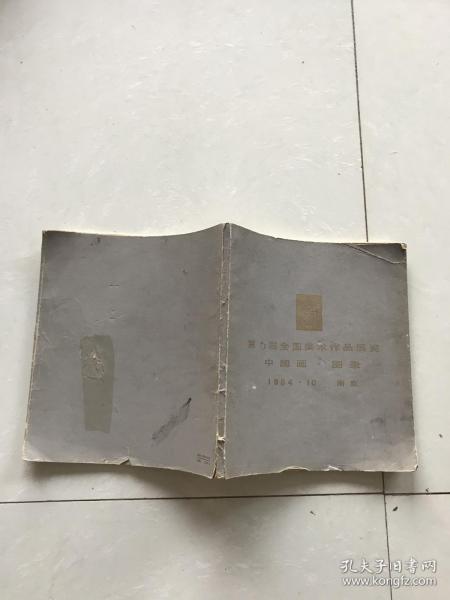 第六届全国美术作品展览
中国画·图录
1984·10 南京
孔夫子旧书网
www.kongfz.com